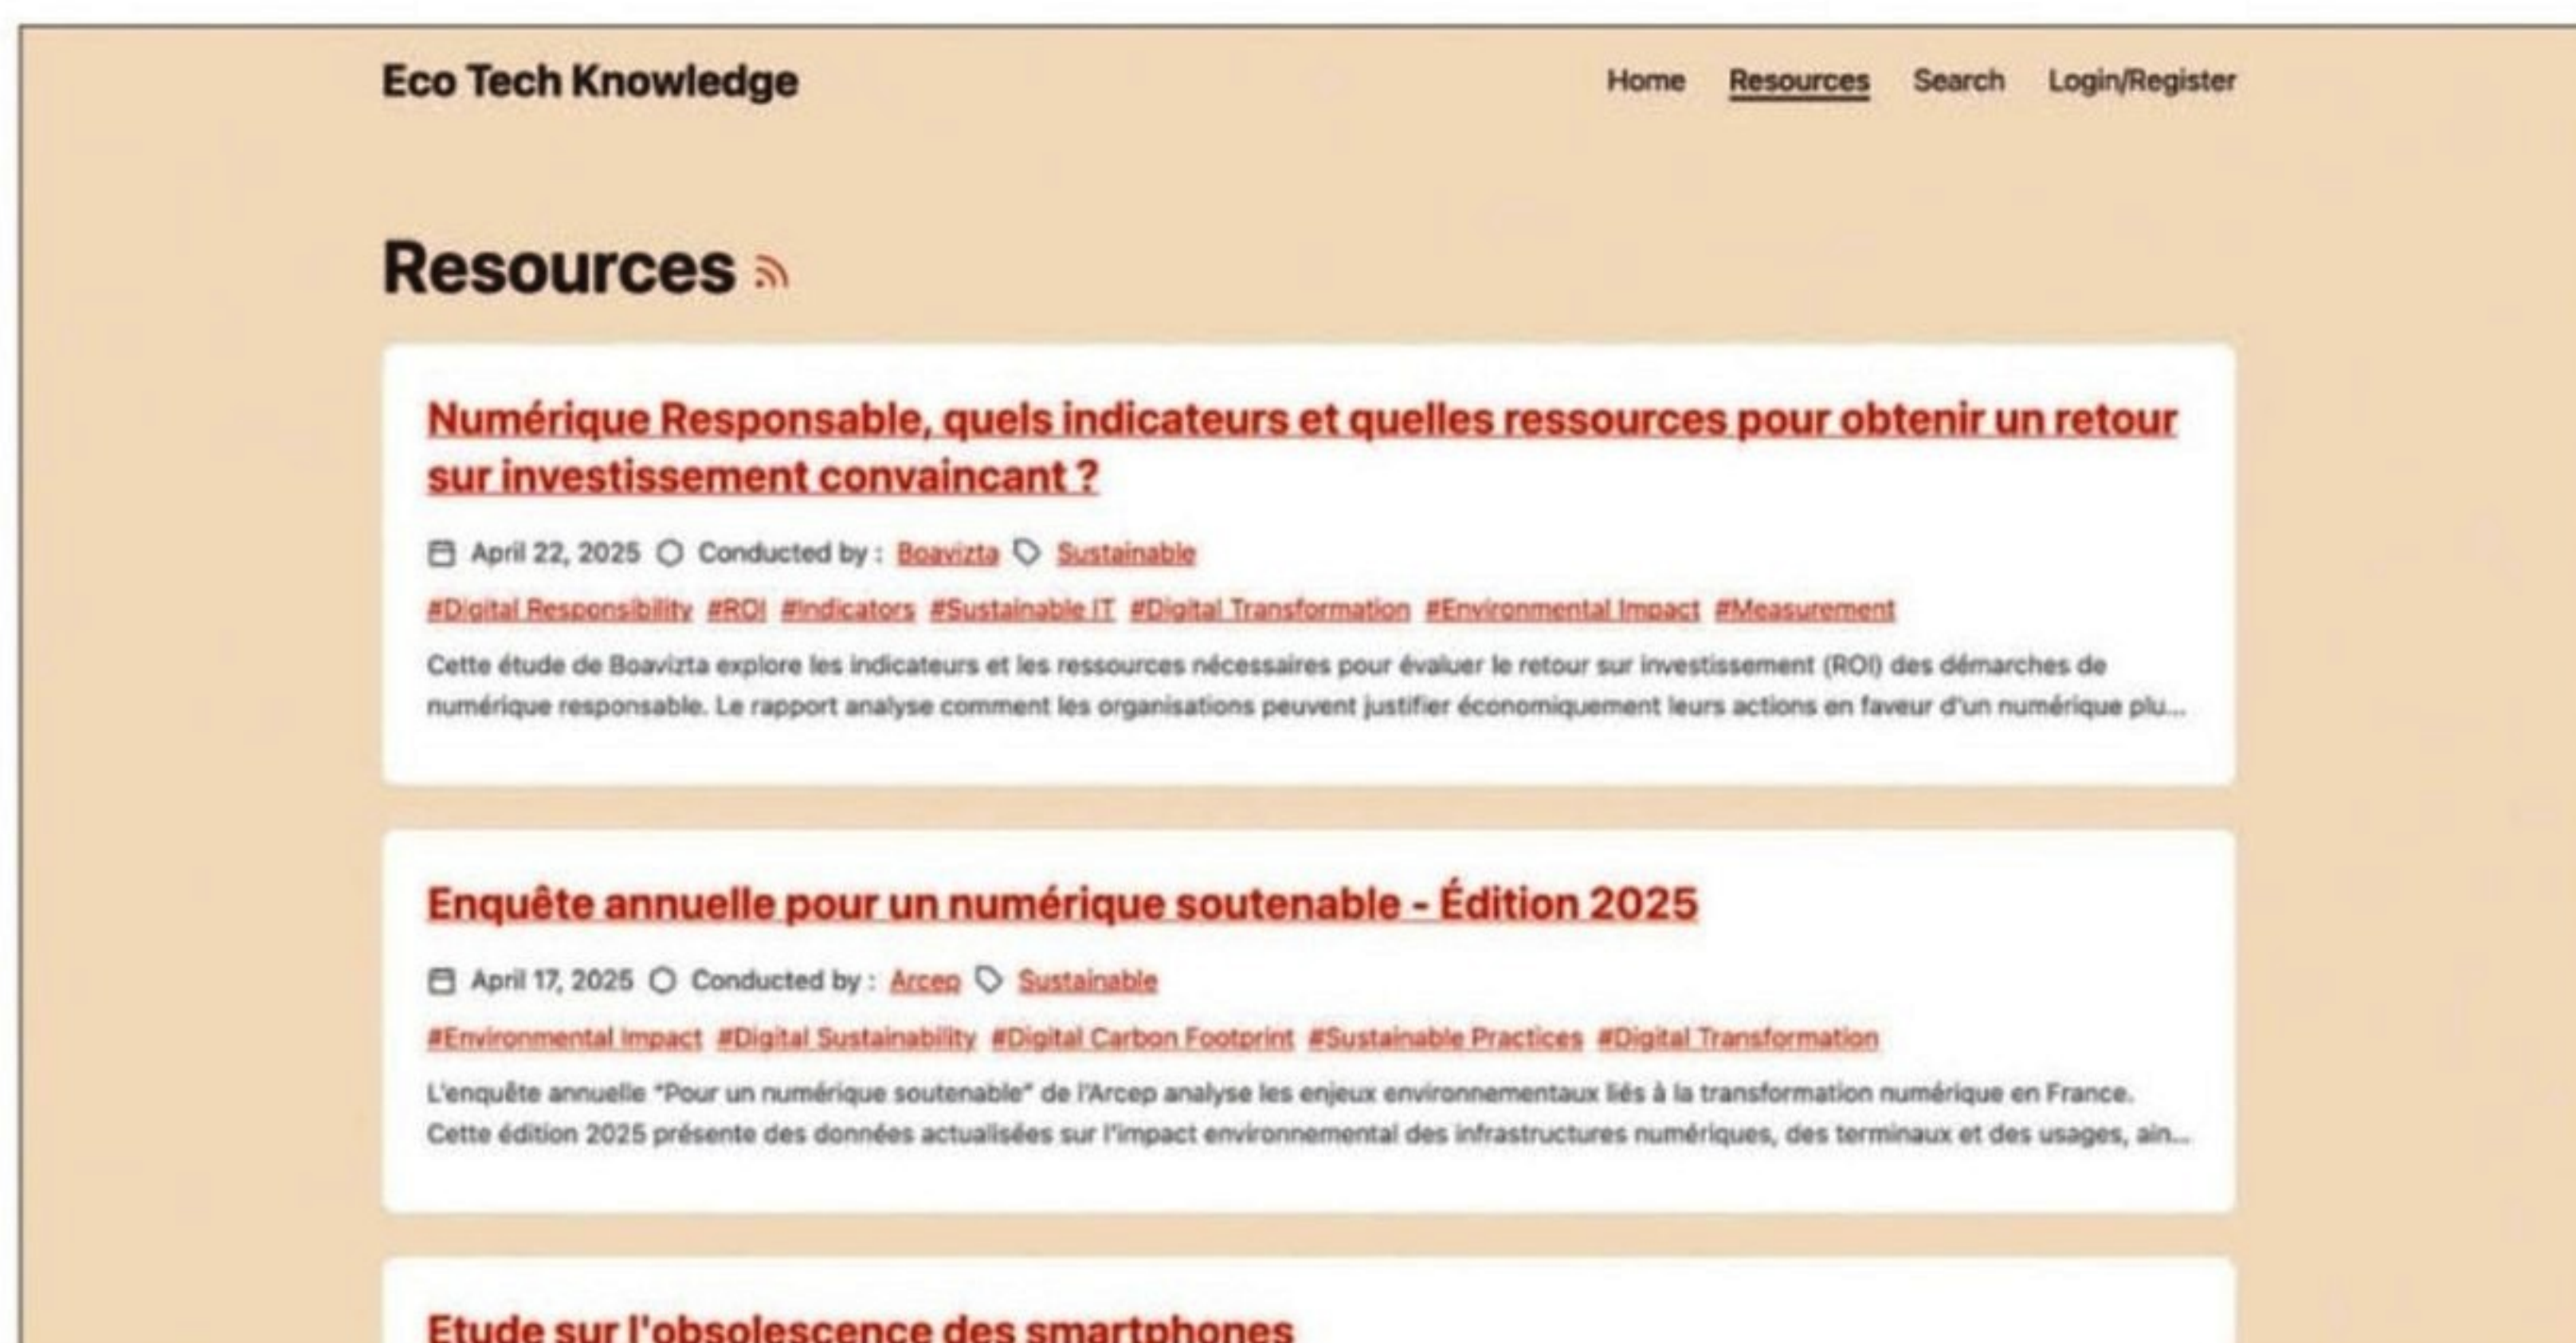 Eco Tech Knowledge
Home Resources Search Login/Register
Resources
Numérique Responsable, quels indicateurs et quelles ressources pour obtenir un retour
sur investissement convaincant ?
April 22, 2025 Conducted by : Boavizta Sustainable
#Digital Responsibility #ROI #Indicators #Sustainable IT #Digital Transformation #Environmental Impact #Measurement
Cette étude de Boavizta explore les indicateurs et les ressources nécessaires pour évaluer le retour sur investissement (ROI) des démarches de
numérique responsable. Le rapport analyse comment les organisations peuvent justifier économiquement leurs actions en faveur d'un numérique plu...
Enquête annuelle pour un numérique soutenable - Édition 2025
April 17, 2025 Conducted by : Arcep Sustainable
#Environmental Impact #Digital Sustainability #Digital Carbon Footprint #Sustainable Practices #Digital Transformation
L'enquête annuelle "Pour un numérique soutenable" de l'Arcep analyse les enjeux environnementaux liés à la transformation numérique en France.
Cette édition 2025 présente des données actualisées sur l'impact environnemental des infrastructures numériques, des terminaux et des usages, ain...
Etude sur l'obsolescence des smartphones